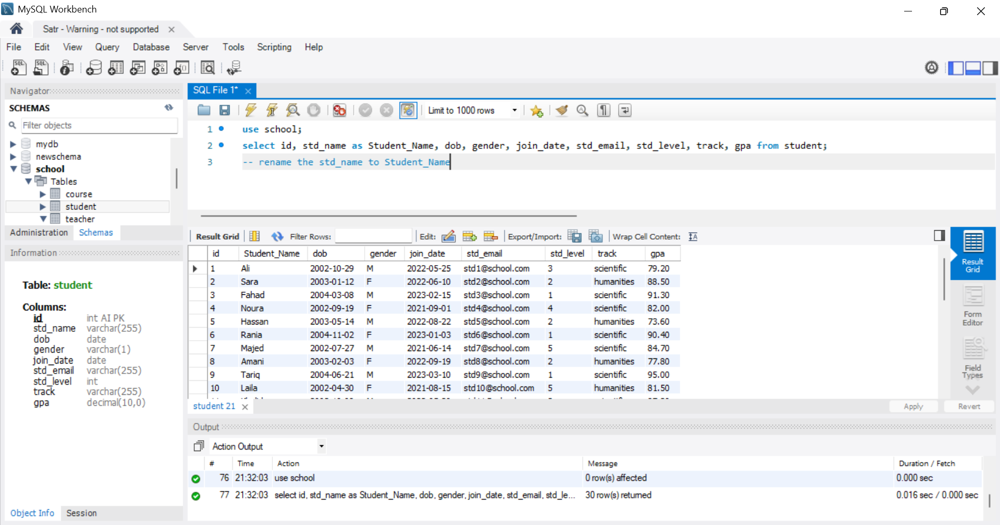 MySQL Workbench
Satr - Warning - not supported
File Edit View Query Database Server Tools Scripting Help
Navigator
SCHEMAS
Filter objects
mydb
newschema
school
Tables
course
student
teacher
Administration Schemas
Information
Table: student
Columns:
id int AI PK
std_name varchar(255)
dob date
gender varchar(1)
join_date date
std_email varchar(255)
std_level int
track varchar(255)
gpa decimal(10,0)
Object Info Session
SQL File 1*
Limit to 1000 rows
1 use school;
2 select id, std_name as Student_Name, dob, gender, join_date, std_email, std_level, track, gpa from student;
3 -- rename the std_name to Student_Name
Result Grid Filter Rows: Edit: Export/Import: Wrap Cell Content:
id Student_Name dob gender join_date std_email std_level track gpa
1 Ali 2002-10-29 M 2022-05-25 std1@school.com 3 scientific 79.20
2 Sara 2003-01-12 F 2022-06-10 std2@school.com 2 humanities 88.50
3 Fahad 2004-03-08 M 2023-02-15 std3@school.com 1 scientific 91.30
4 Noura 2002-09-19 F 2021-09-01 std4@school.com 4 scientific 82.00
5 Hassan 2003-05-14 M 2022-08-22 std5@school.com 2 humanities 73.60
6 Rania 2004-11-02 F 2023-01-03 std6@school.com 1 scientific 90.40
7 Majed 2002-07-27 M 2021-06-14 std7@school.com 5 scientific 84.70
8 Amani 2003-02-03 F 2022-09-19 std8@school.com 2 humanities 77.80
9 Tariq 2004-06-21 M 2023-03-10 std9@school.com 1 scientific 95.00
10 Laila 2002-04-30 F 2021-08-15 std10@school.com 5 humanities 81.50
Result
Grid
Form
Editor
Field
Types
student 21
Apply Revert
Output
Action Output
# Time Action Message Duration / Fetch
76 21:32:03 use school 0 row(s) affected 0.000 sec
77 21:32:03 select id, std_name as Student_Name, dob, gender, join_date, std_email, std_le... 30 row(s) returned 0.016 sec / 0.000 sec